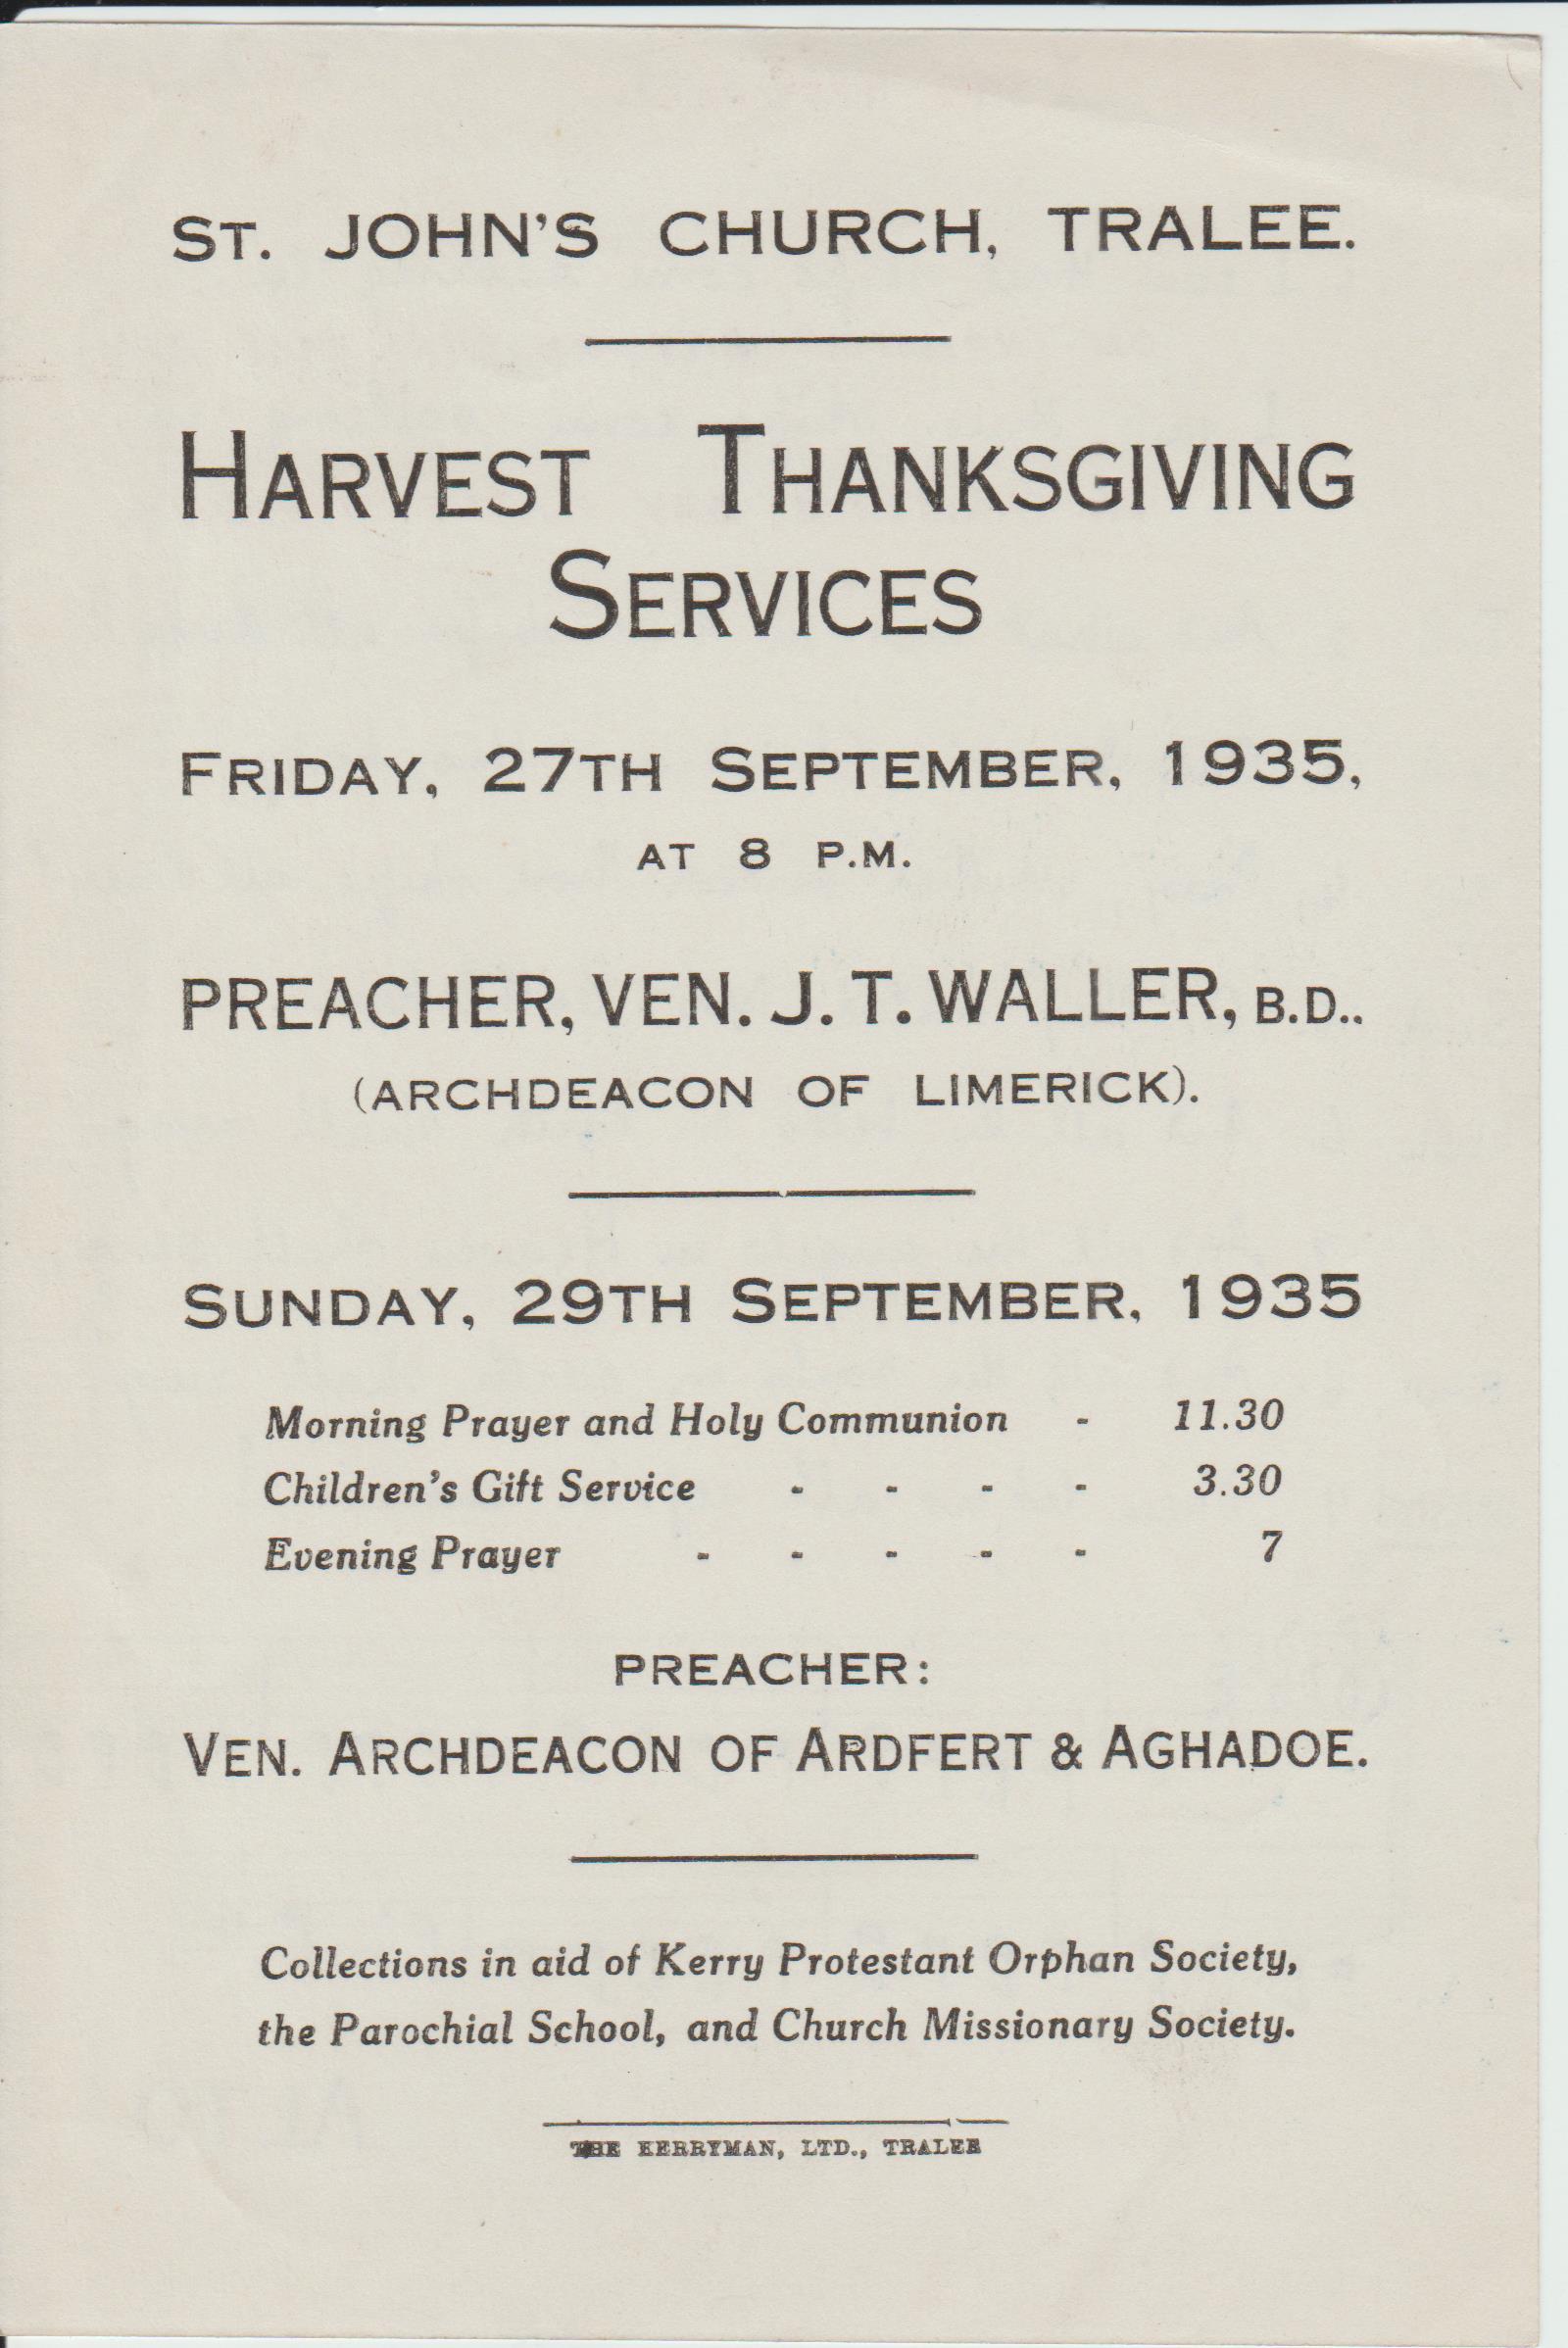 ST. JOHN'S CHURCH, TRALEE.
HARVEST THANKSGIVING
SERVICES
FRIDAY, 27TH SEPTEMBER, 1935,
AT 8 P.M.
PREACHER, VEN. J. T. WALLER, B.D..
(ARCHDEACON OF LIMERICK).
SUNDAY, 29TH SEPTEMBER, 1935
Morning Prayer and Holy Communion - 11.30
Children's Gift Service - - - - 3.30
Evening Prayer - - - - - 7
PREACHER:
VEN. ARCHDEACON OF ARDFERT & AGHADOE.
Collections in aid of Kerry Protestant Orphan Society,
the Parochial School, and Church Missionary Society.
THE KERRYMAN, LTD., TRALEE